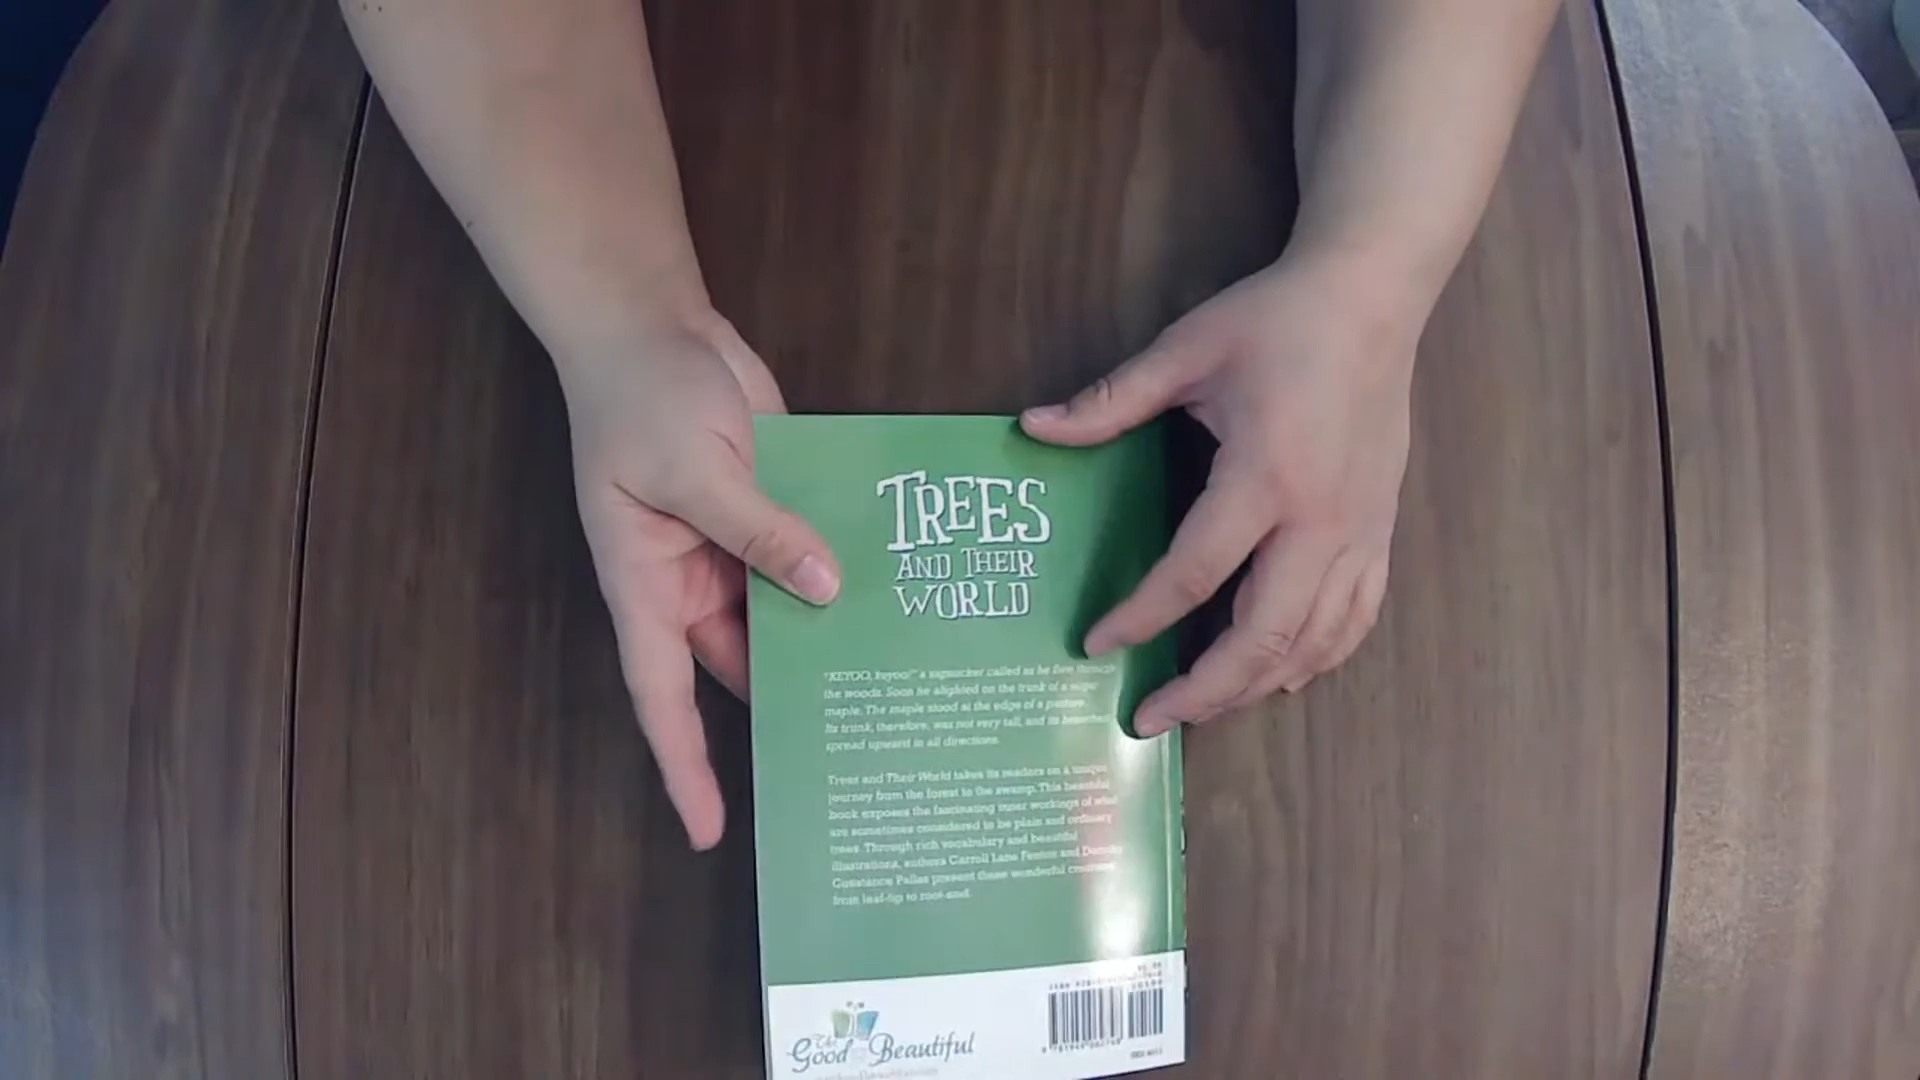 TREES
AND THEIR
WORLD
"KEYOO, keyoo!" a sapsucker called as he flew through
the woods. Soon he alighted on the trunk of a sugar
maple. The maple stood at the edge of a pasture.
Its trunk, therefore, was not very tall, and its branches
spread upward in all directions.
Trees and Their World takes its readers on a unique
journey from the forest to the swamp. This beautiful
book exposes the fascinating inner workings of what
are sometimes considered to be plain and ordinary
trees. Through rich vocabulary and beautiful
illustrations, authors Carroll Lane Fenton and Dorothy
Constance Pallas present these wonderful creatures
from leaf-tip to root-end.
The
Good Beautiful